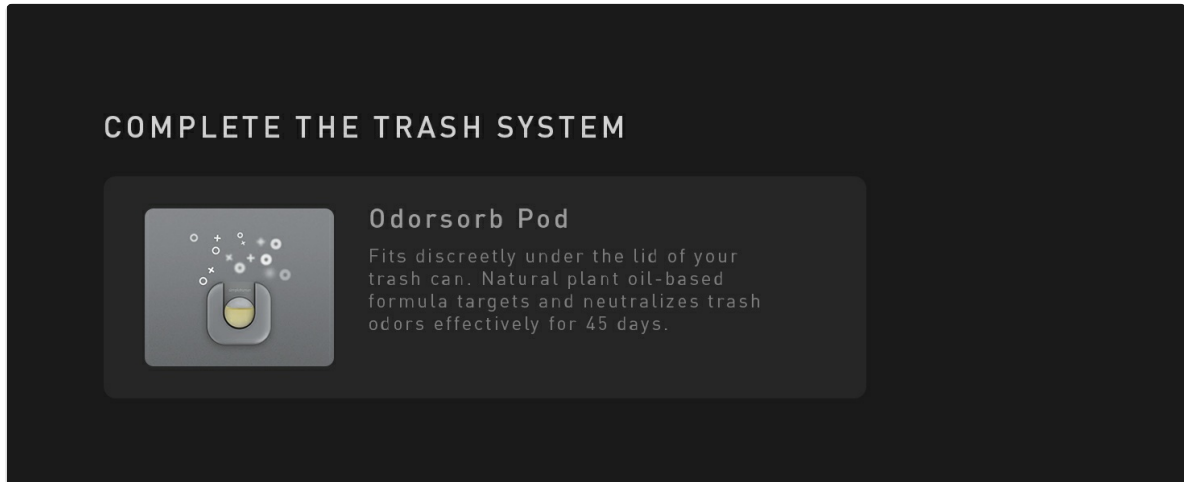 COMPLETE THE TRASH SYSTEM
Odorsorb Pod
Fits discreetly under the lid of your
trash can. Natural plant oil-based
formula targets and neutralizes trash
odors effectively for 45 days.